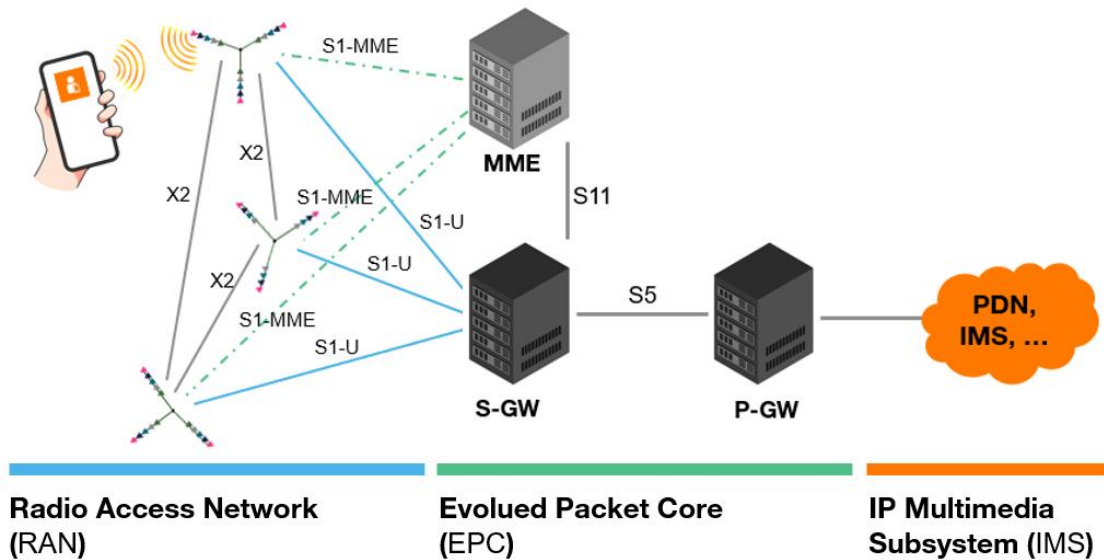 S1-MME
MME
X2
X2
S1-MME
S11
S1-U
S1-U
X2
S5
PDN,
IMS, ...
S1-MME
S1-U
S-GW
P-GW
Radio Access Network
(RAN)
Evolued Packet Core
(EPC)
IP Multimedia
Subsystem (IMS)